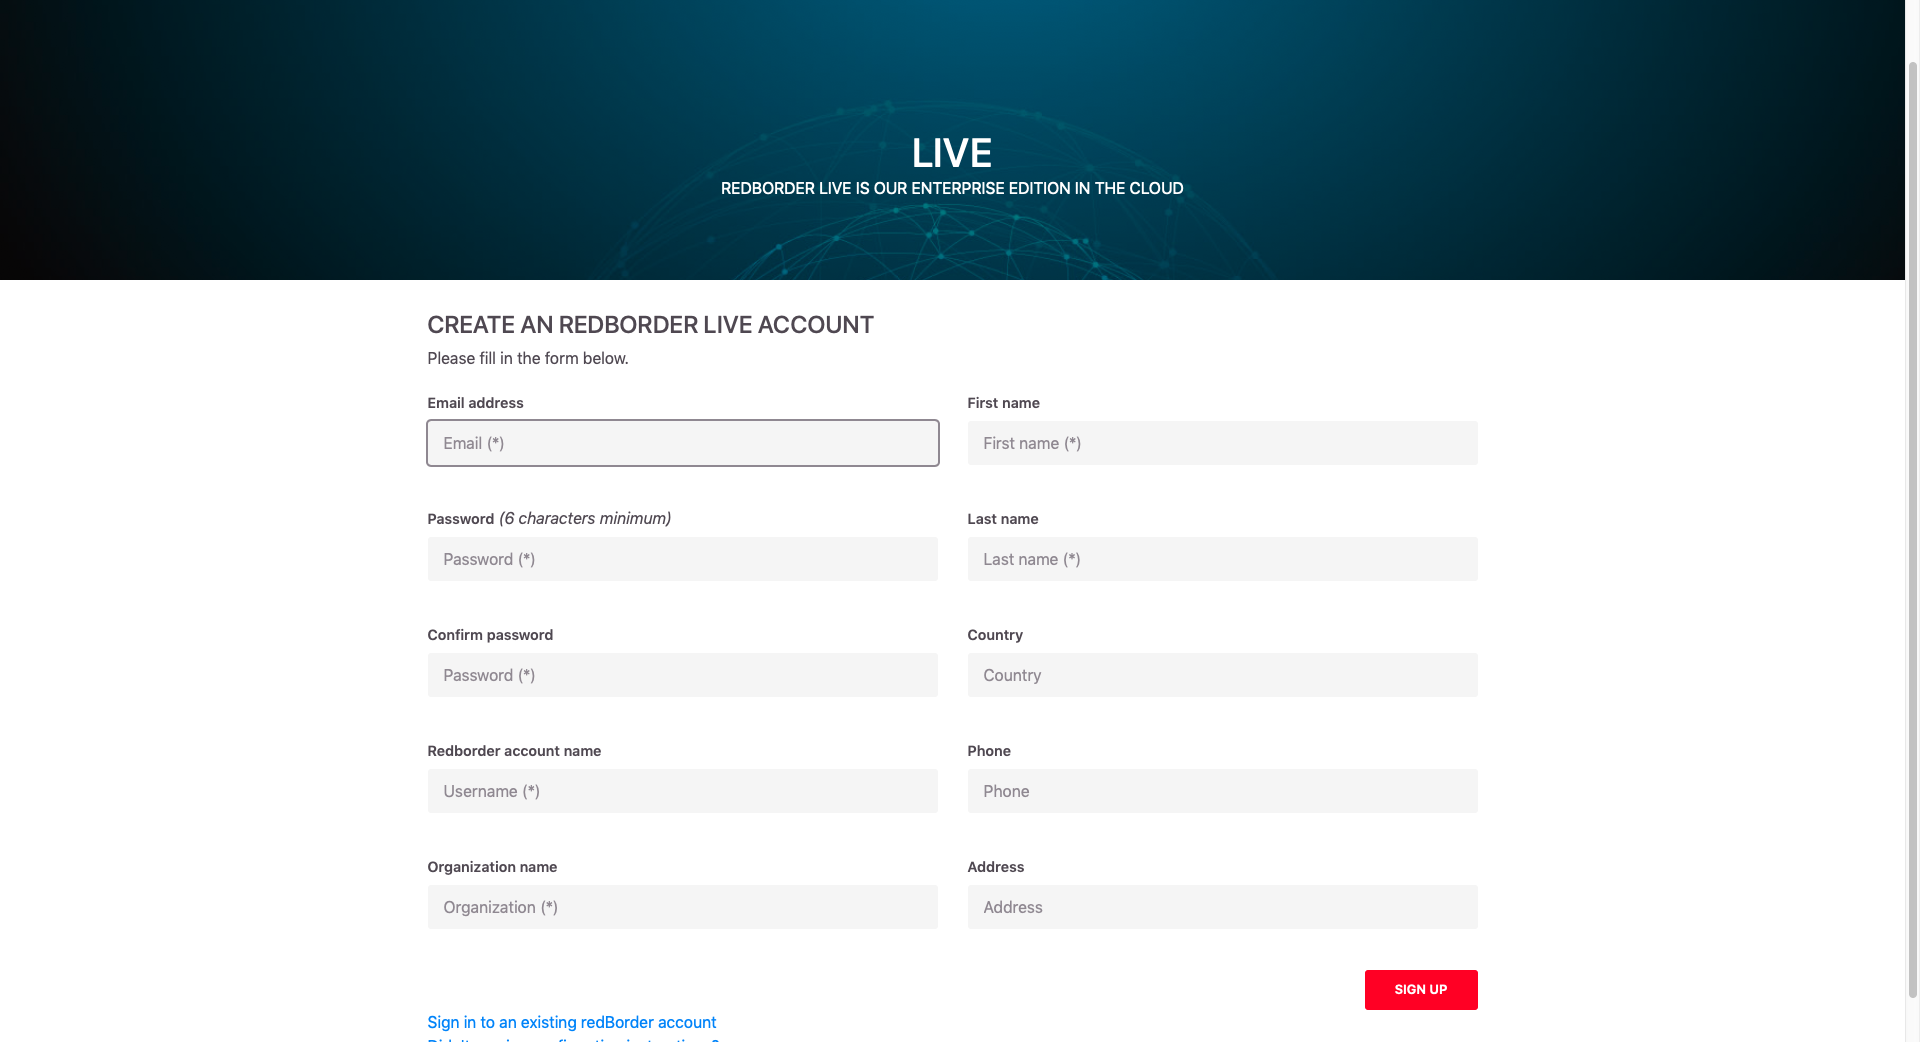 LIVE
REDBORDER LIVE IS OUR ENTERPRISE EDITION IN THE CLOUD
CREATE AN REDBORDER LIVE ACCOUNT
Please fill in the form below.
Email address
Email (*)
First name
First name (*)
Password (6 characters minimum)
Password (*)
Last name
Last name (*)
Confirm password
Password (*)
Country
Country
Redborder account name
Username (*)
Phone
Phone
Organization name
Organization (*)
Address
Address
SIGN UP
Sign in to an existing redBorder account